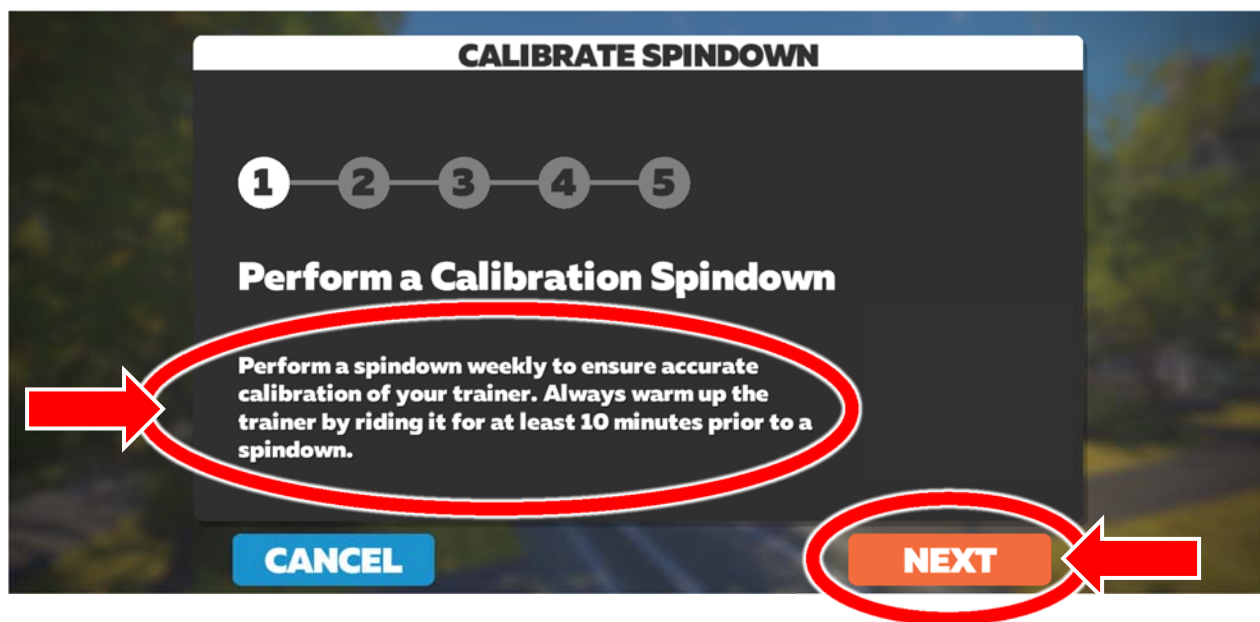 CALIBRATE SPINDOWN
1 2 3 4 5
Perform a Calibration Spindown
Perform a spindown weekly to ensure accurate
calibration of your trainer. Always warm up the
trainer by riding it for at least 10 minutes prior to a
spindown.
CANCEL NEXT